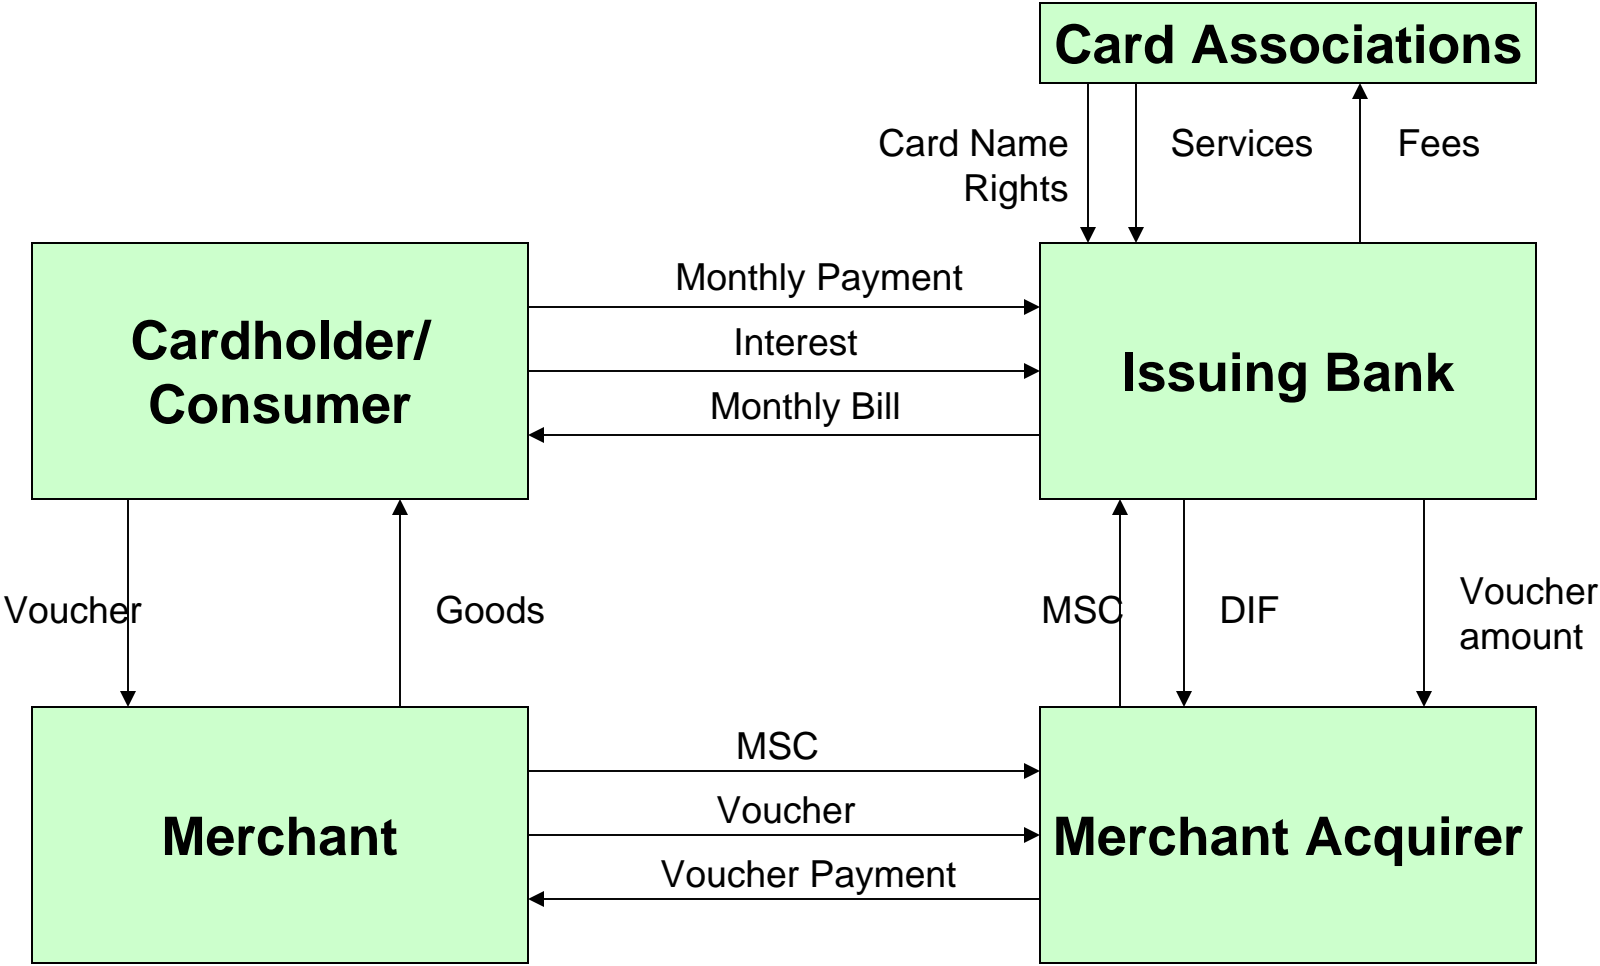 Card Associations
Card Name
Rights
Services
Fees
Cardholder/
Consumer
Monthly Payment
Interest
Monthly Bill
Issuing Bank
Voucher
Goods
MSC
DIF
Voucher
amount
Merchant
MSC
Voucher
Voucher Payment
Merchant Acquirer